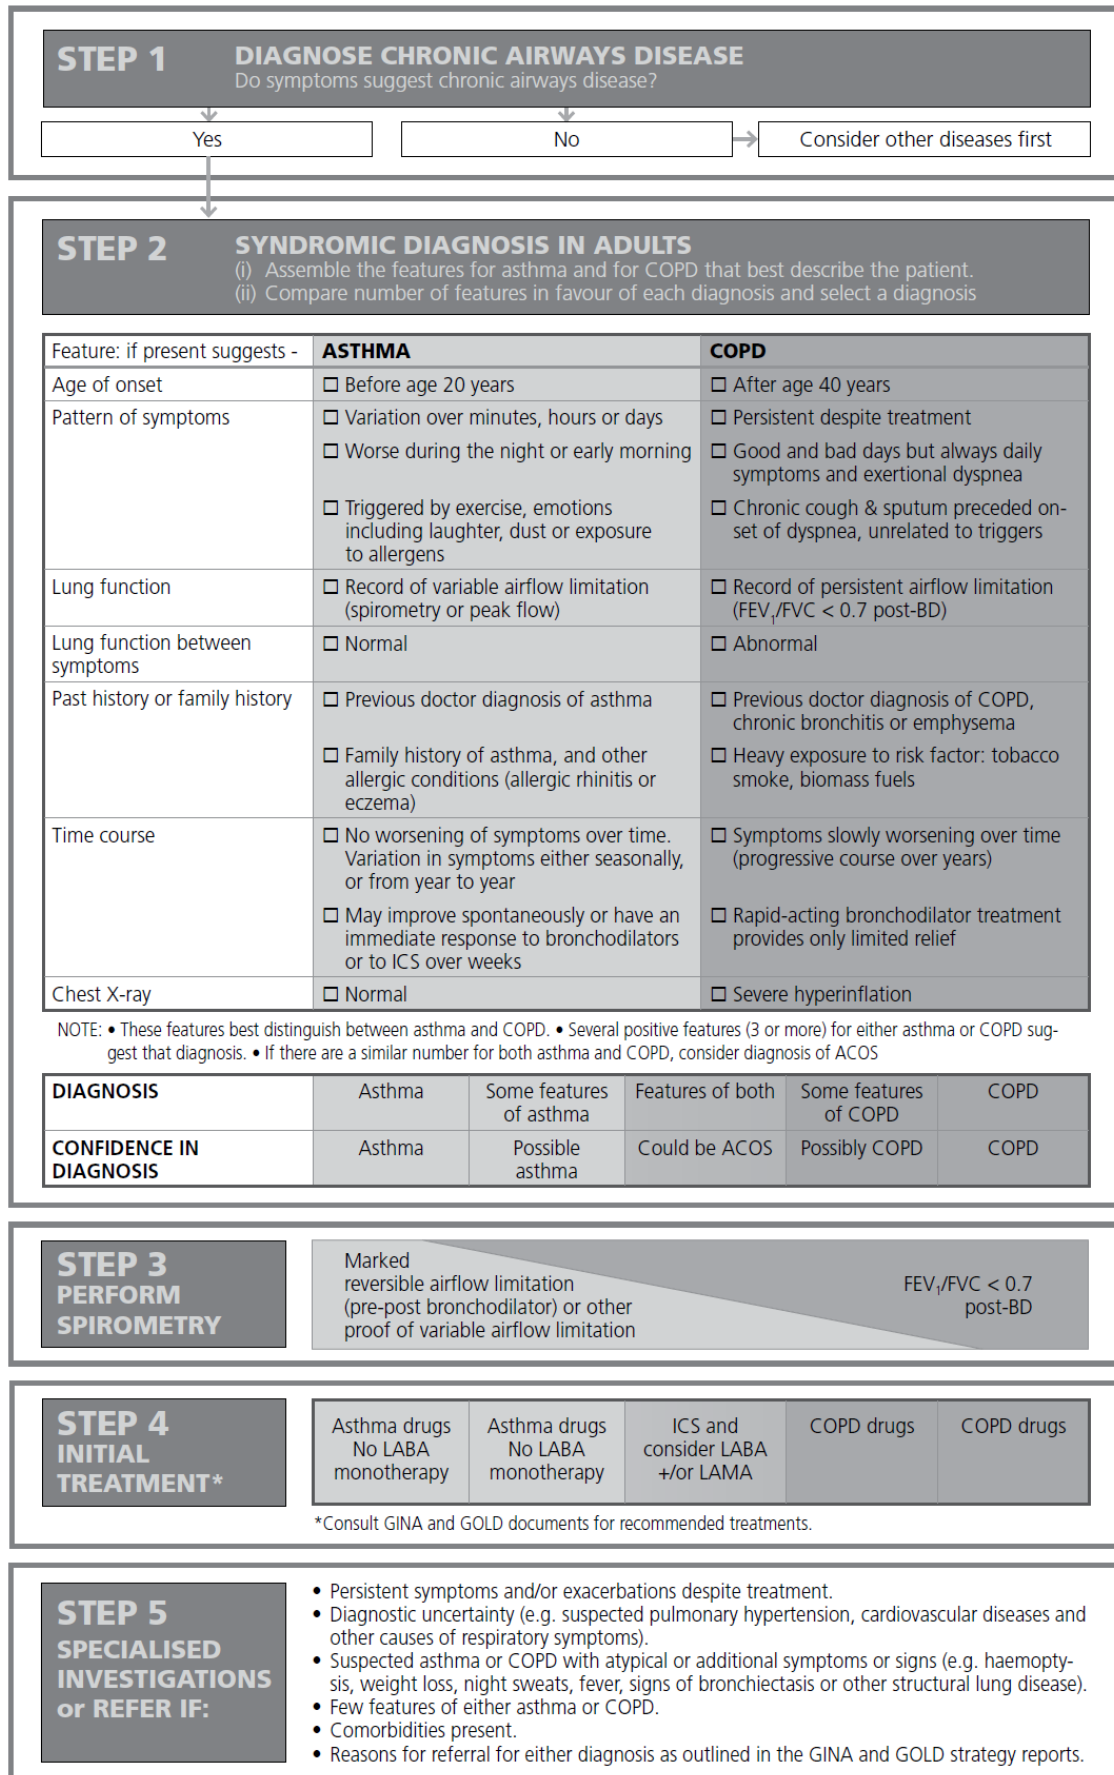 STEP 1
DIAGNOSE CHRONIC AIRWAYS DISEASE
Do symptoms suggest chronic airways disease?
Yes
No
Consider other diseases first
STEP 2
SYNDROMIC DIAGNOSIS IN ADULTS
(i) Assemble the features for asthma and for COPD that best describe the patient.
(ii) Compare number of features in favour of each diagnosis and select a diagnosis
Feature: if present suggests -
ASTHMA
COPD
Age of onset
Before age 20 years
After age 40 years
Pattern of symptoms
Variation over minutes, hours or days
Persistent despite treatment
Worse during the night or early morning
Good and bad days but always daily
symptoms and exertional dyspnea
Triggered by exercise, emotions
including laughter, dust or exposure
to allergens
Chronic cough & sputum preceded on-
set of dyspnea, unrelated to triggers
Lung function
Record of variable airflow limitation
(spirometry or peak flow)
Record of persistent airflow limitation
(FEV1/FVC < 0.7 post-BD)
Lung function between
symptoms
Normal
Abnormal
Past history or family history
Previous doctor diagnosis of asthma
Previous doctor diagnosis of COPD,
chronic bronchitis or emphysema
Family history of asthma, and other
allergic conditions (allergic rhinitis or
eczema)
Heavy exposure to risk factor: tobacco
smoke, biomass fuels
Time course
No worsening of symptoms over time.
Variation in symptoms either seasonally,
or from year to year
Symptoms slowly worsening over time
(progressive course over years)
May improve spontaneously or have an
immediate response to bronchodilators
or to ICS over weeks
Rapid-acting bronchodilator treatment
provides only limited relief
Chest X-ray
Normal
Severe hyperinflation
NOTE: • These features best distinguish between asthma and COPD. • Several positive features (3 or more) for either asthma or COPD sug-
gest that diagnosis. • If there are a similar number for both asthma and COPD, consider diagnosis of ACOS
DIAGNOSIS
Asthma
Some features
of asthma
Features of both
Some features
of COPD
COPD
CONFIDENCE IN
DIAGNOSIS
Asthma
Possible
asthma
Could be ACOS
Possibly COPD
COPD
STEP 3
PERFORM
SPIROMETRY
Marked
reversible airflow limitation
(pre-post bronchodilator) or other
proof of variable airflow limitation
FEV1/FVC < 0.7
post-BD
STEP 4
INITIAL
TREATMENT*
Asthma drugs
No LABA
monotherapy
Asthma drugs
No LABA
monotherapy
ICS and
consider LABA
+/or LAMA
COPD drugs
COPD drugs
*Consult GINA and GOLD documents for recommended treatments.
STEP 5
SPECIALISED
INVESTIGATIONS
or REFER IF:
• Persistent symptoms and/or exacerbations despite treatment.
• Diagnostic uncertainty (e.g. suspected pulmonary hypertension, cardiovascular diseases and
other causes of respiratory symptoms).
• Suspected asthma or COPD with atypical or additional symptoms or signs (e.g. haemopty-
sis, weight loss, night sweats, fever, signs of bronchiectasis or other structural lung disease).
• Few features of either asthma or COPD.
• Comorbidities present.
• Reasons for referral for either diagnosis as outlined in the GINA and GOLD strategy reports.